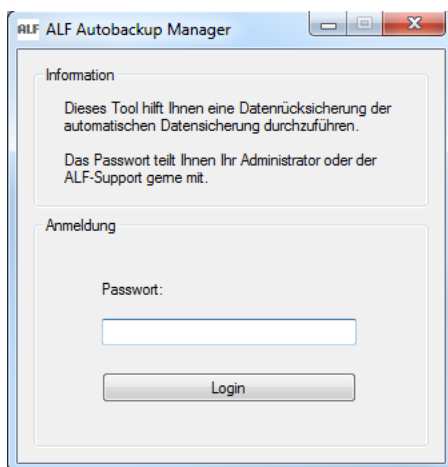 ALF ALF Autobackup Manager
Information
Dieses Tool hilft Ihnen eine Datenrücksicherung der
automatischen Datensicherung durchzuführen.
Das Passwort teilt Ihnen Ihr Administrator oder der
ALF-Support gerne mit.
Anmeldung
Passwort:
Login